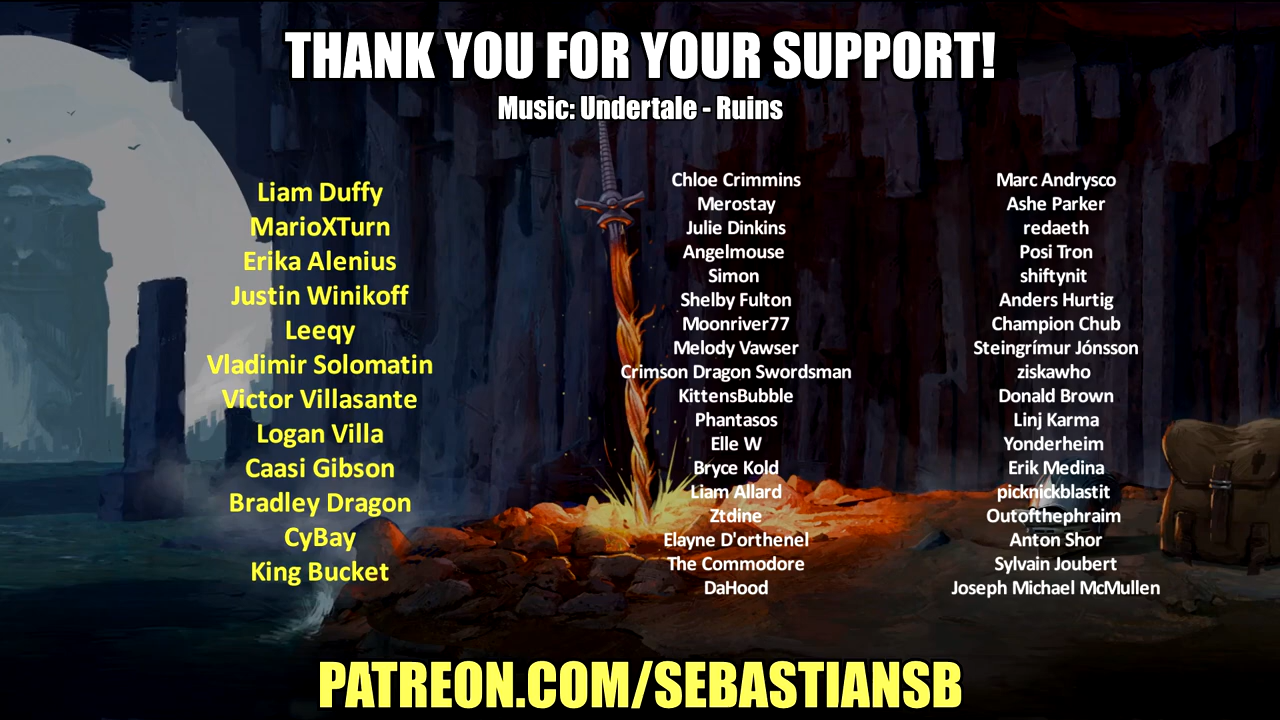 THANK YOU FOR YOUR SUPPORT!
Music: Undertale - Ruins
Liam Duffy
MarioXTurn
Erika Alenius
Justin Winikoff
Leeqy
Vladimir Solomatin
Victor Villasante
Logan Villa
Caasi Gibson
Bradley Dragon
CyBay
King Bucket
Chloe Crimmins
Merostay
Julie Dinkins
Angelmouse
Simon
Shelby Fulton
Moonriver77
Melody Vawser
Crimson Dragon Swordsman
KittensBubble
Phantasos
Elle W
Bryce Kold
Liam Allard
Ztdine
Elayne D'orthenel
The Commodore
DaHood
Marc Andrysco
Ashe Parker
redaeth
Posi Tron
shiftynit
Anders Hurtig
Champion Chub
Steingrímur Jónsson
ziskawho
Donald Brown
Linj Karma
Yonderheim
Erik Medina
picknickblastit
Outofthephraim
Anton Shor
Sylvain Joubert
Joseph Michael McMullen
PATREON.COM/SEBASTIANSB